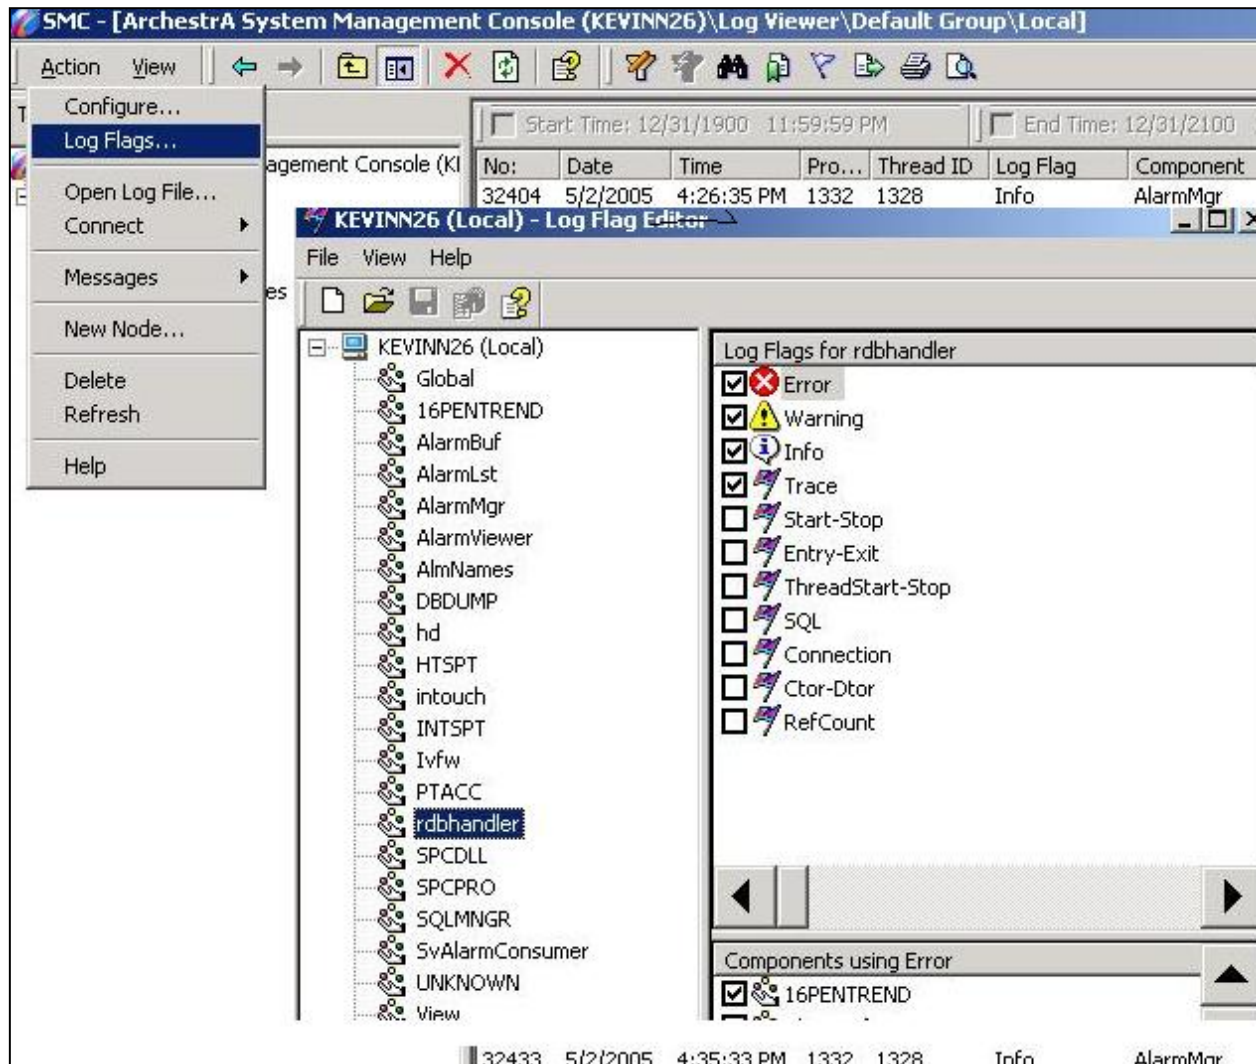 SMC - [ArchestrA System Management Console (KEVINN26)\Log Viewer\Default Group\Local]
Action View
Configure...
Log Flags...
Open Log File...
Connect
Messages
New Node...
Delete
Refresh
Help
agement Console (KI
es
Start Time: 12/31/1900 11:59:59 PM End Time: 12/31/2100
No: Date Time Pro... Thread ID Log Flag Component
32404 5/2/2005 4:26:35 PM 1332 1328 Info AlarmMgr
KEVINN26 (Local) - Log Flag Editor
File View Help
KEVINN26 (Local)
Global
16PENTREND
AlarmBuf
AlarmLst
AlarmMgr
AlarmViewer
AlmNames
DBDUMP
hd
HTSPT
intouch
INTSPT
Ivfw
PTACC
rdbhandler
SPCDLL
SPCPRO
SQLMNGR
SvAlarmConsumer
UNKNOWN
View
Log Flags for rdbhandler
Error
Warning
Info
Trace
Start-Stop
Entry-Exit
ThreadStart-Stop
SQL
Connection
Ctor-Dtor
RefCount
Components using Error
16PENTREND
32433 5/2/2005 4:35:33 PM 1332 1328 Info AlarmMgr